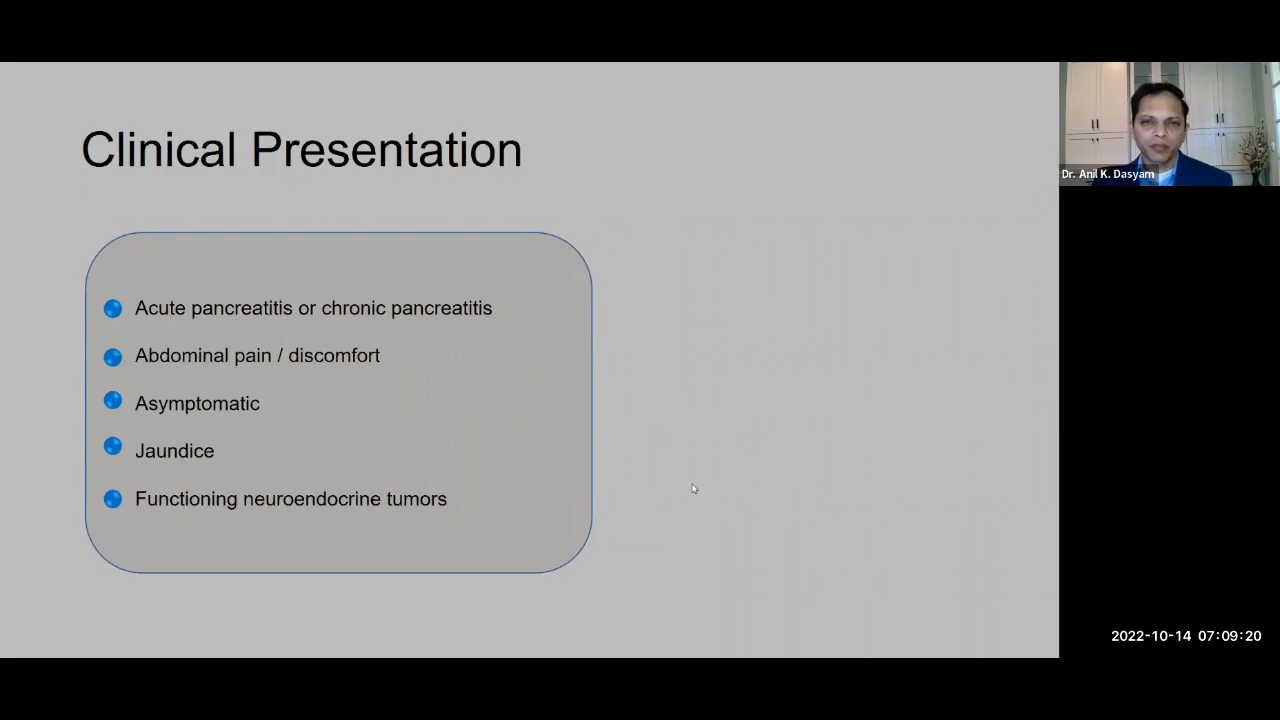 Clinical Presentation
Acute pancreatitis or chronic pancreatitis
Abdominal pain / discomfort
Asymptomatic
Jaundice
Functioning neuroendocrine tumors
Dr. Anil K. Dasyam
2022-10-14 07:09:20